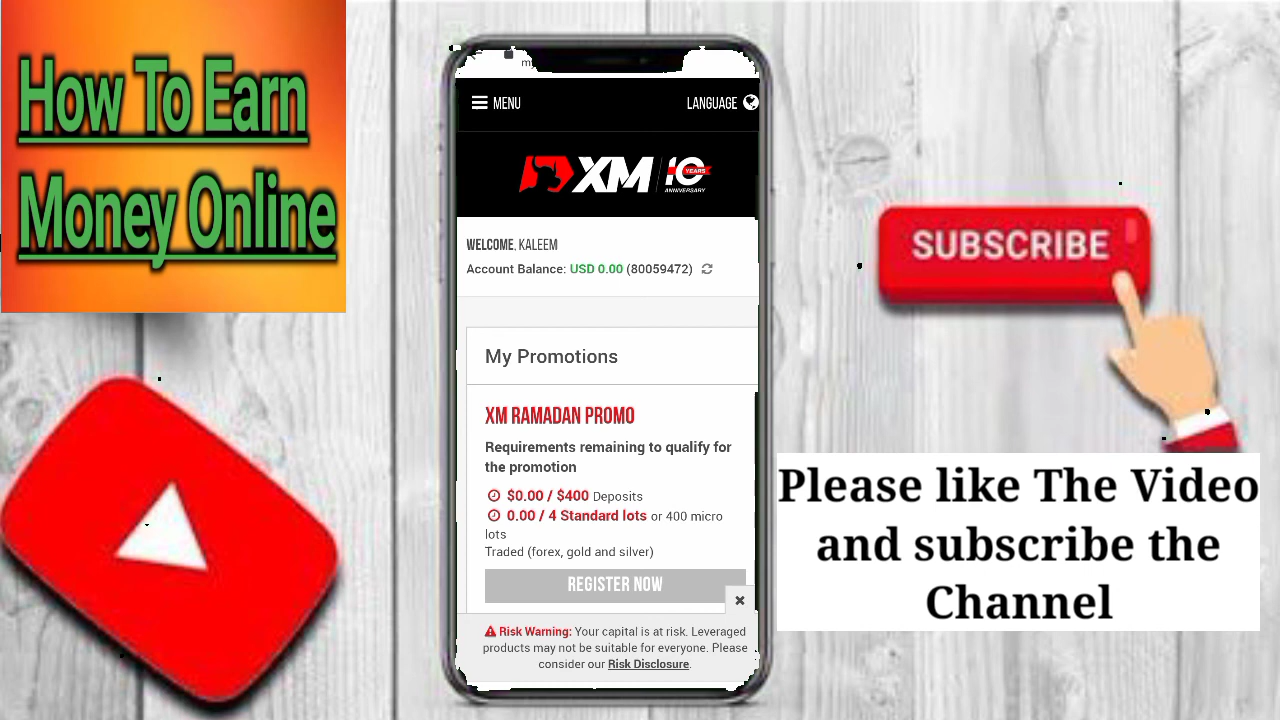 How To Earn
Money Online
MENU
LANGUAGE
XM
10
YEARS
ANNIVERSARY
WELCOME, KALEEM
Account Balance: USD 0.00 (80059472)
My Promotions
XM RAMADAN PROMO
Requirements remaining to qualify for
the promotion
$0.00 / $400 Deposits
0.00 / 4 Standard lots or 400 micro
lots
Traded (forex, gold and silver)
REGISTER NOW
Risk Warning: Your capital is at risk. Leveraged
products may not be suitable for everyone. Please
consider our Risk Disclosure.
SUBSCRIBE
Please like The Video
and subscribe the
Channel